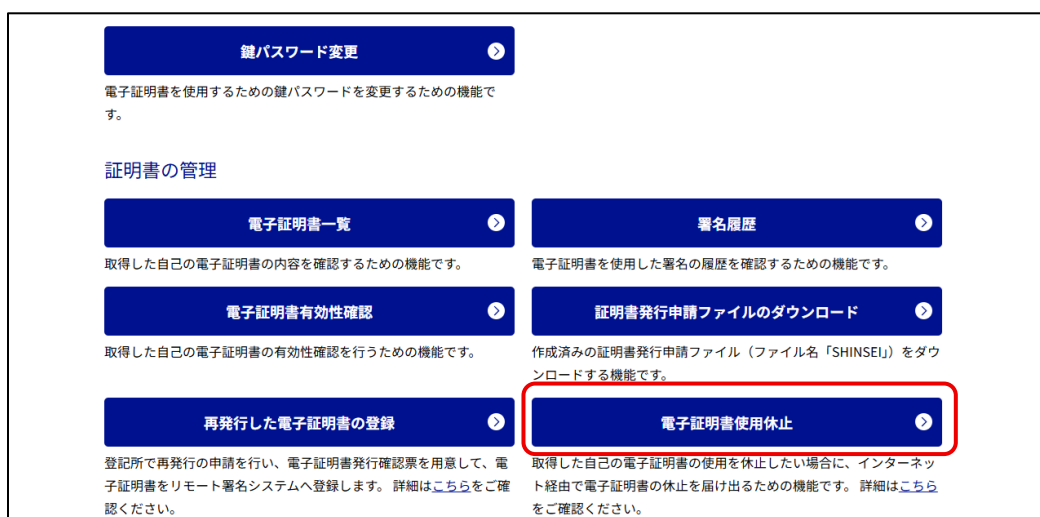 鍵パスワード変更
電子証明書を使用するための鍵パスワードを変更するための機能で
す。
証明書の管理
電子証明書一覧
取得した自己の電子証明書の内容を確認するための機能です。
署名履歴
電子証明書を使用した署名の履歴を確認するための機能です。
電子証明書有効性確認
取得した自己の電子証明書の有効性確認を行うための機能です。
証明書発行申請ファイルのダウンロード
作成済みの証明書発行申請ファイル（ファイル名「SHINSEI」）をダウ
ンロードする機能です。
再発行した電子証明書の登録
登記所で再発行の申請を行い、電子証明書発行確認票を用意して、電
子証明書をリモート署名システムへ登録します。 詳細はこちらをご確
認ください。
電子証明書使用休止
取得した自己の電子証明書の使用を休止したい場合に、インターネッ
ト経由で電子証明書の休止を届け出るための機能です。 詳細はこちら
をご確認ください。